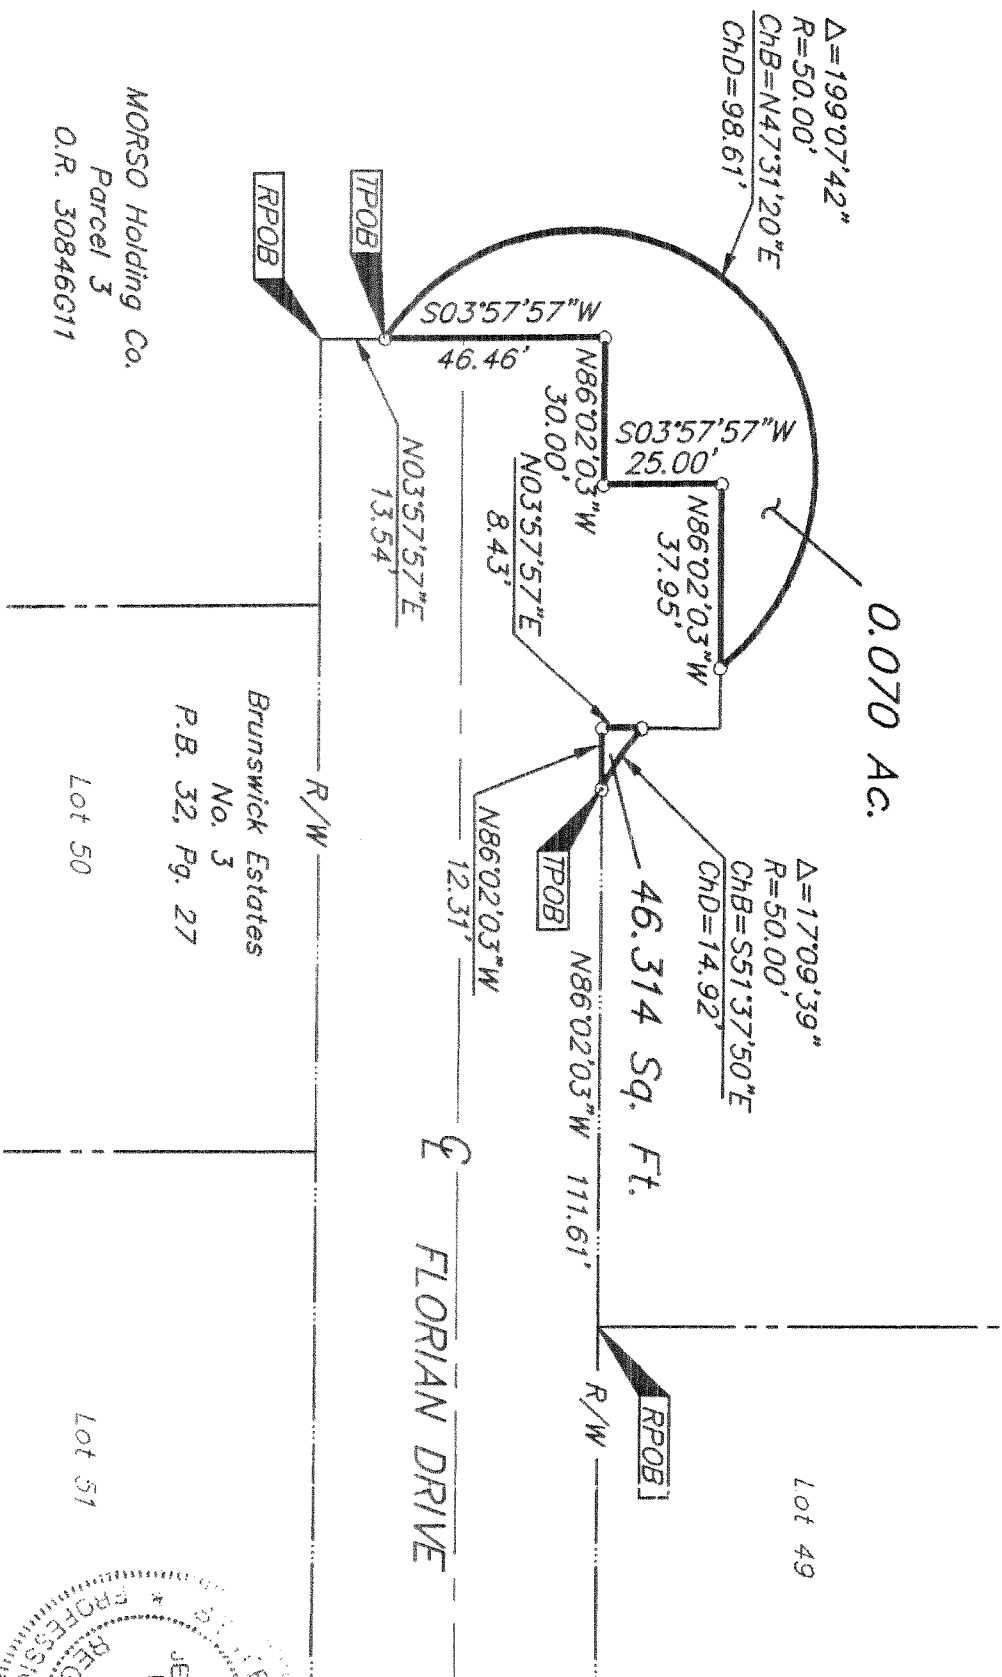 Δ=199°07'42"
R=50.00'
ChB=N47°31'20"E
ChD=98.61'
0.070 Ac.
Δ=17°09'39"
R=50.00'
ChB=S51°37'50"E
ChD=14.92'
46.314 Sq. Ft.
Lot 49
S03°57'57"W
46.46'
N86°02'03"W
30.00'
S03°57'57"W
25.00'
N86°02'03"W
37.95'
N03°57'57"E
8.43'
N86°02'03"W
12.31'
TPOB
N86°02'03"W 111.61'
RPOB
R/W
TPOB
RPOB
N03°57'57"E
13.54'
℄ FLORIAN DRIVE
R/W
MORSO Holding Co.
Parcel 3
O.R. 30846G11
Brunswick Estates
No. 3
P.B. 32, Pg. 27
Lot 50
Lot 51